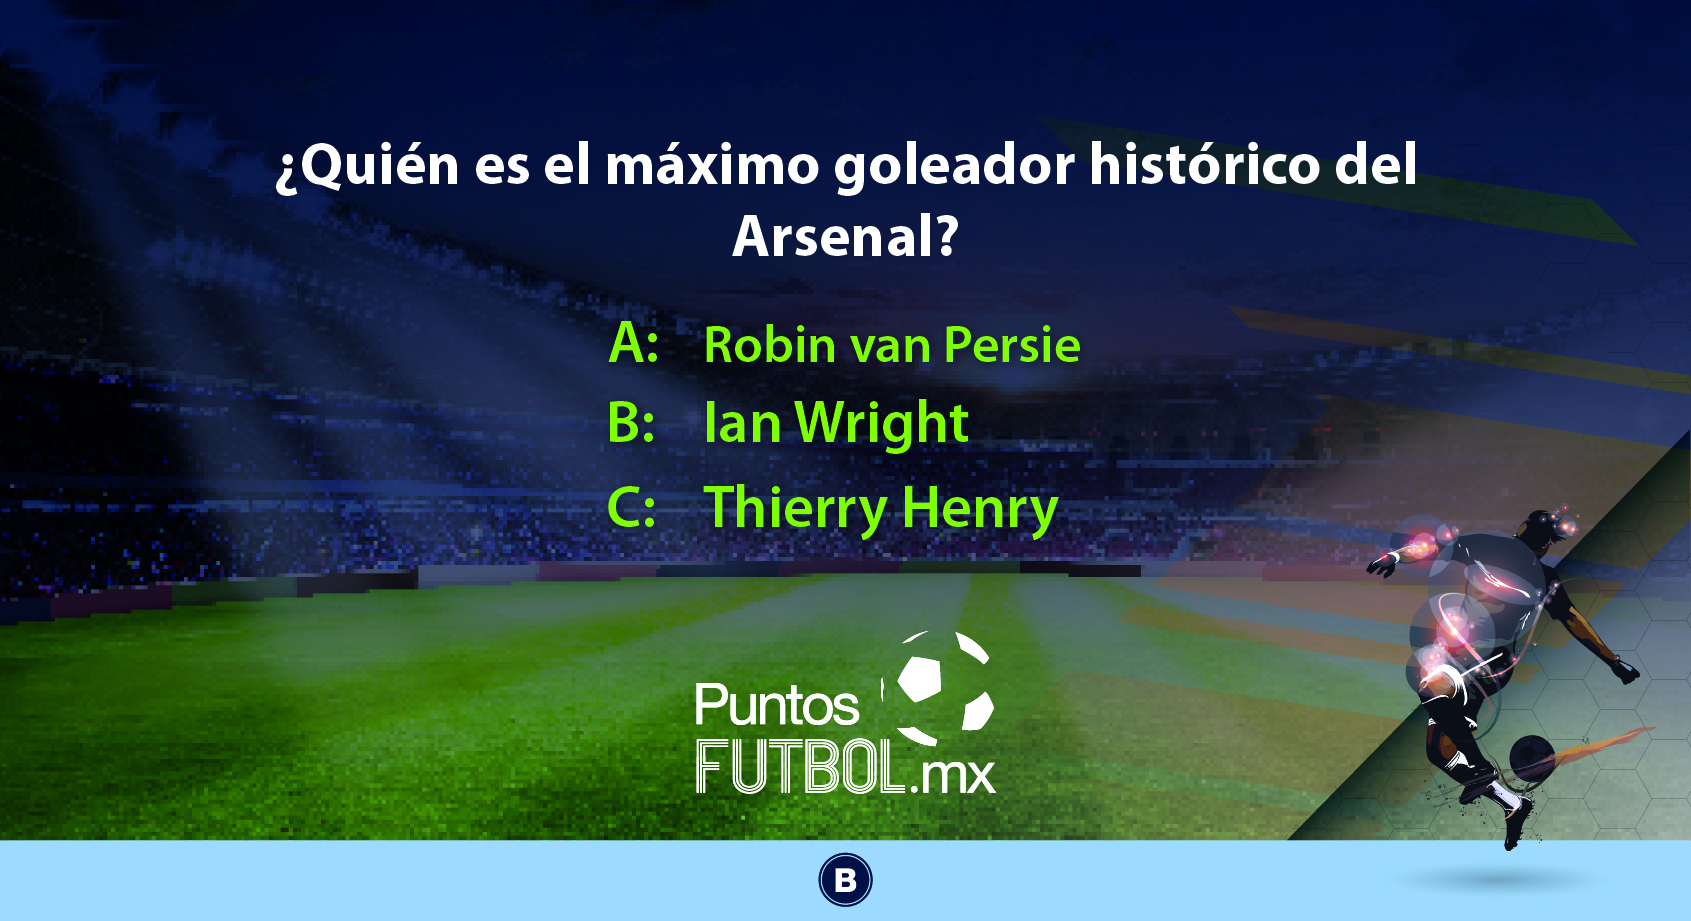 ¿Quién es el máximo goleador histórico del
Arsenal?
A: Robin van Persie
B: Ian Wright
C: Thierry Henry
Puntos
FUTBOL.mx
B